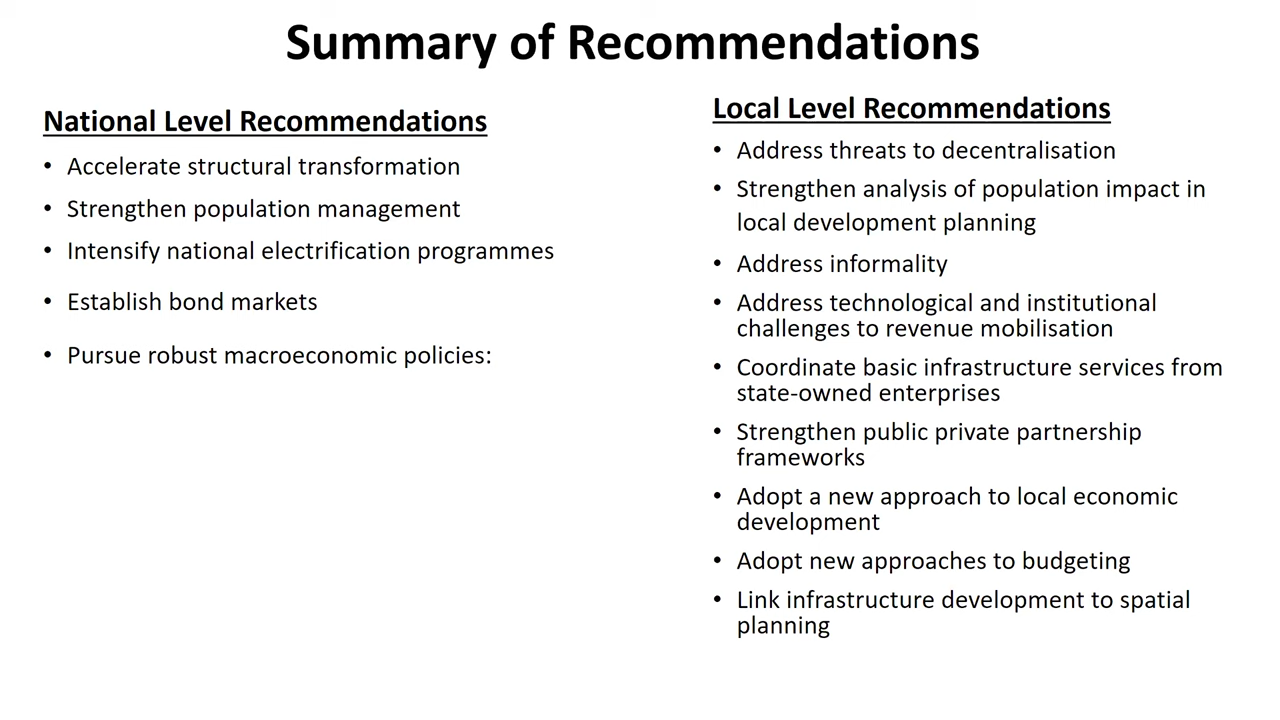 Summary of Recommendations
National Level Recommendations
• Accelerate structural transformation
• Strengthen population management
• Intensify national electrification programmes
• Establish bond markets
• Pursue robust macroeconomic policies:
Local Level Recommendations
• Address threats to decentralisation
• Strengthen analysis of population impact in
local development planning
• Address informality
• Address technological and institutional
challenges to revenue mobilisation
• Coordinate basic infrastructure services from
state-owned enterprises
• Strengthen public private partnership
frameworks
• Adopt a new approach to local economic
development
• Adopt new approaches to budgeting
• Link infrastructure development to spatial
planning